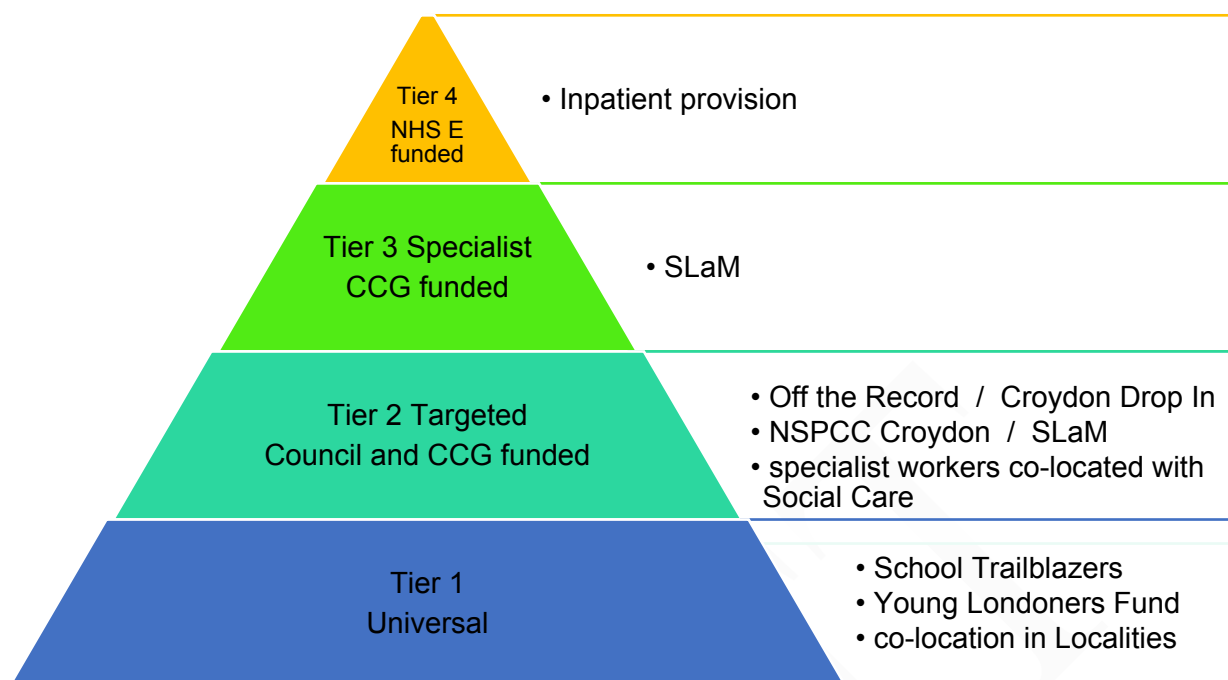 Tier 4
NHS E
funded
• Inpatient provision
Tier 3 Specialist
CCG funded
• SLaM
Tier 2 Targeted
Council and CCG funded
• Off the Record / Croydon Drop In
• NSPCC Croydon / SLaM
• specialist workers co-located with
Social Care
Tier 1
Universal
• School Trailblazers
• Young Londoners Fund
• co-location in Localities